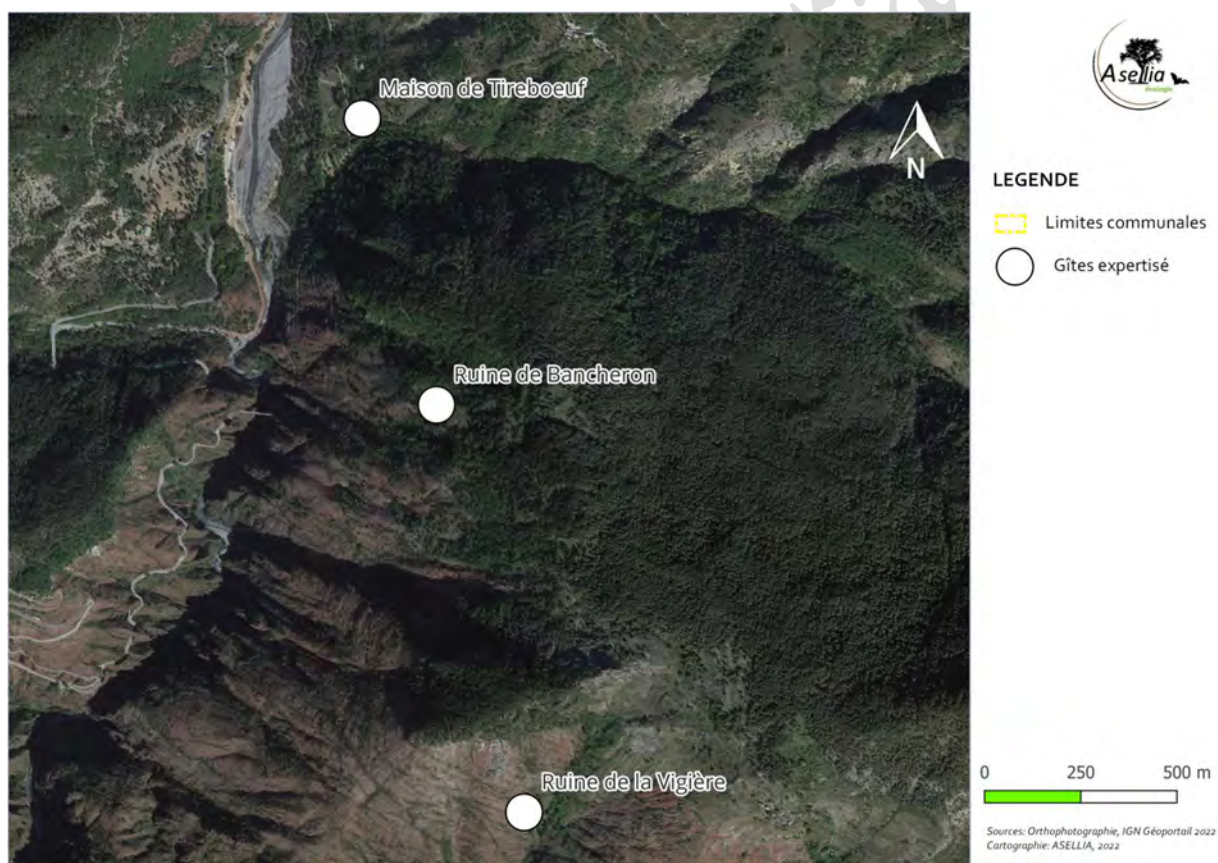 Maison de Tireboeuf
Ruine de Bancheron
Ruine de la Vigière
N
Asellia
écologie
LEGENDE
Limites communales
Gîtes expertisé
0 250 500 m
Sources: Orthophotographie, IGN Géoportail 2022
Cartographie: ASELLIA, 2022